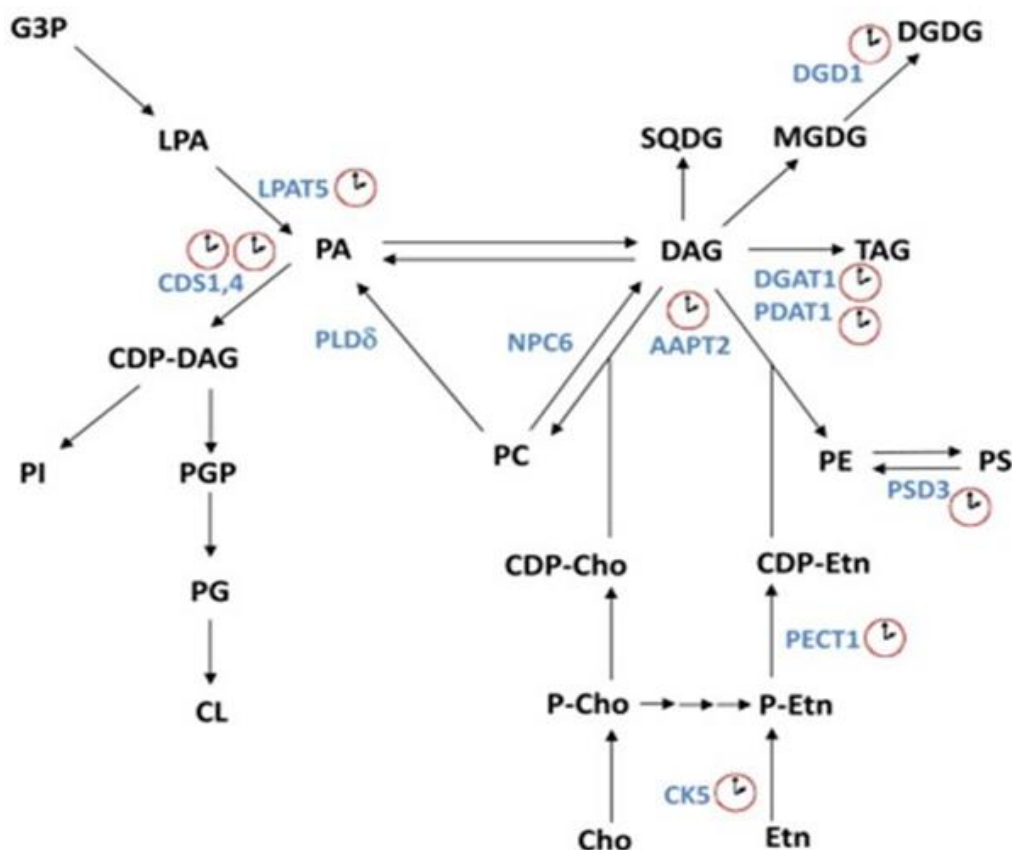 G3P
DGDG
DGD1
LPA
SQDG
MGDG
LPAT5
PA
DAG
TAG
CDS1,4
DGAT1
PDAT1
PLDδ
NPC6
AAPT2
CDP-DAG
PC
PE
PS
PI
PGP
PSD3
CDP-Cho
CDP-Etn
PG
PECT1
P-Cho
P-Etn
CL
CK5
Cho
Etn